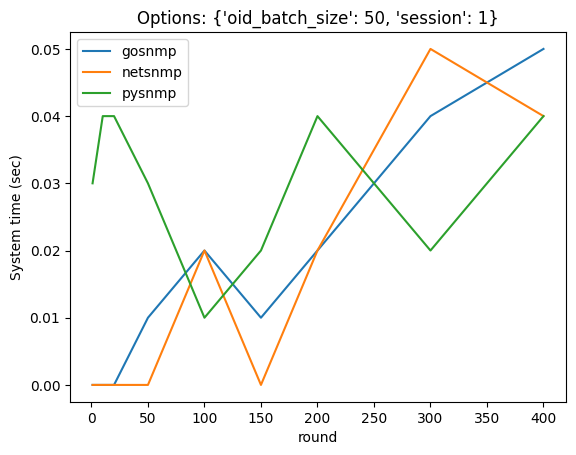 Options: {'oid_batch_size': 50, 'session': 1}
gosnmp
netsnmp
pysnmp
System time (sec)
0.05
0.04
0.03
0.02
0.01
0.00
0 50 100 150 200 250 300 350 400
round